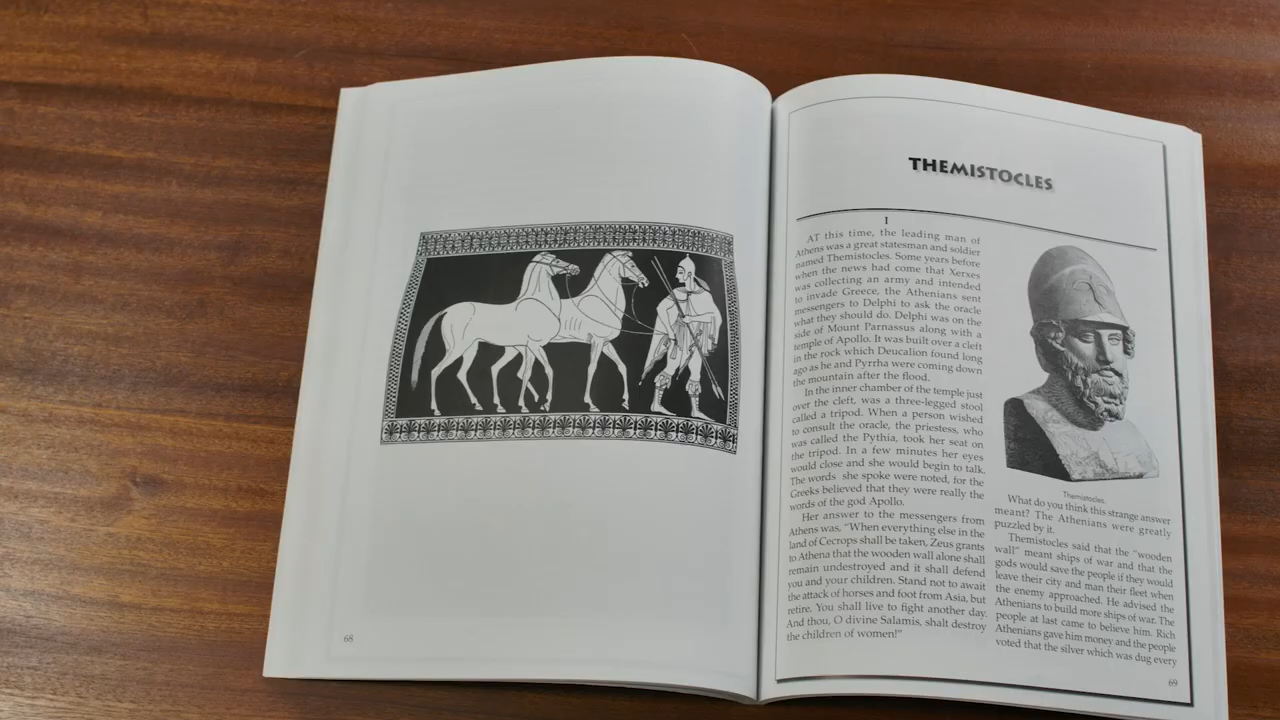 68
THEMISTOCLES
I
AT this time, the leading man of
Athens was a great statesman and soldier
named Themistocles. Some years before
when the news had come that Xerxes
was collecting an army and intended
to invade Greece, the Athenians sent
messengers to Delphi to ask the oracle
what they should do. Delphi was on the
side of Mount Parnassus along with a
temple of Apollo. It was built over a cleft
in the rock which Deucalion found long
ago as he and Pyrrha were coming down
the mountain after the flood.
In the inner chamber of the temple just
over the cleft, was a three-legged stool
called a tripod. When a person wished
to consult the oracle, the priestess, who
was called the Pythia, took her seat on
the tripod. In a few minutes her eyes
would close and she would begin to talk.
The words she spoke were noted, for the
Greeks believed that they were really the
words of the god Apollo.
Her answer to the messengers from
Athens was, “When everything else in the
land of Cecrops shall be taken, Zeus grants
to Athena that the wooden wall alone shall
remain undestroyed and it shall defend
you and your children. Stand not to await
the attack of horses and foot from Asia, but
retire. You shall live to fight another day.
And thou, O divine Salamis, shalt destroy
the children of women!”
Themistocles.
What do you think this strange answer
meant? The Athenians were greatly
puzzled by it.
Themistocles said that the “wooden
wall” meant ships of war and that the
gods would save the people if they would
leave their city and man their fleet when
the enemy approached. He advised the
Athenians to build more ships of war. The
people at last came to believe him. Rich
Athenians gave him money and the people
voted that the silver which was dug every
69